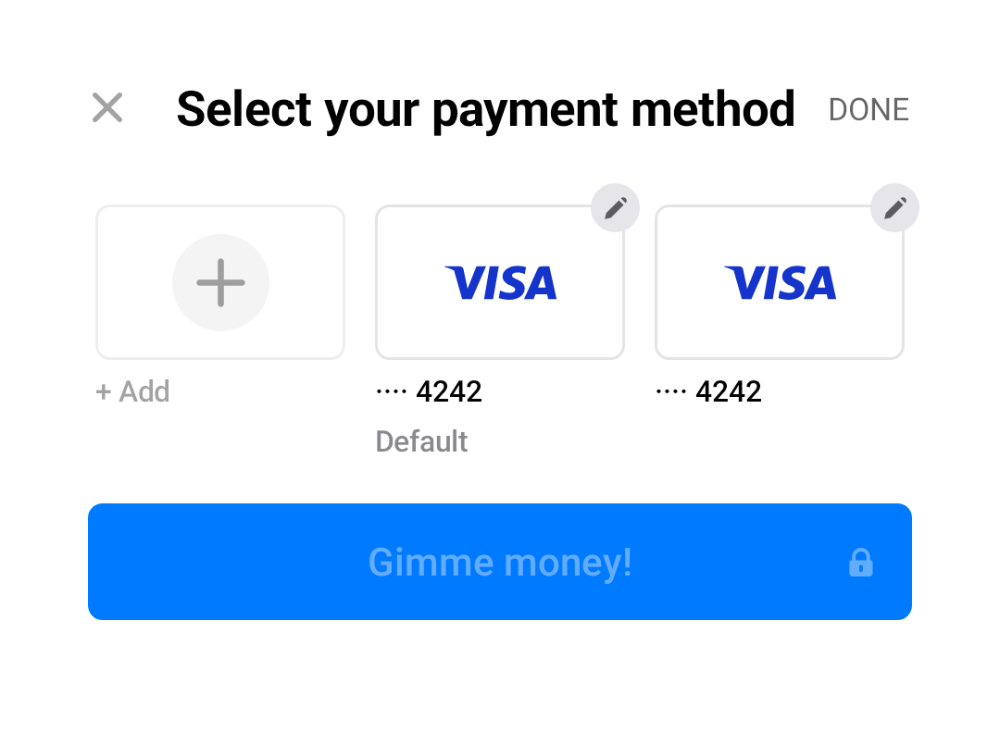 Select your payment method DONE
VISA VISA
+ Add •••• 4242 •••• 4242
Default
Gimme money!